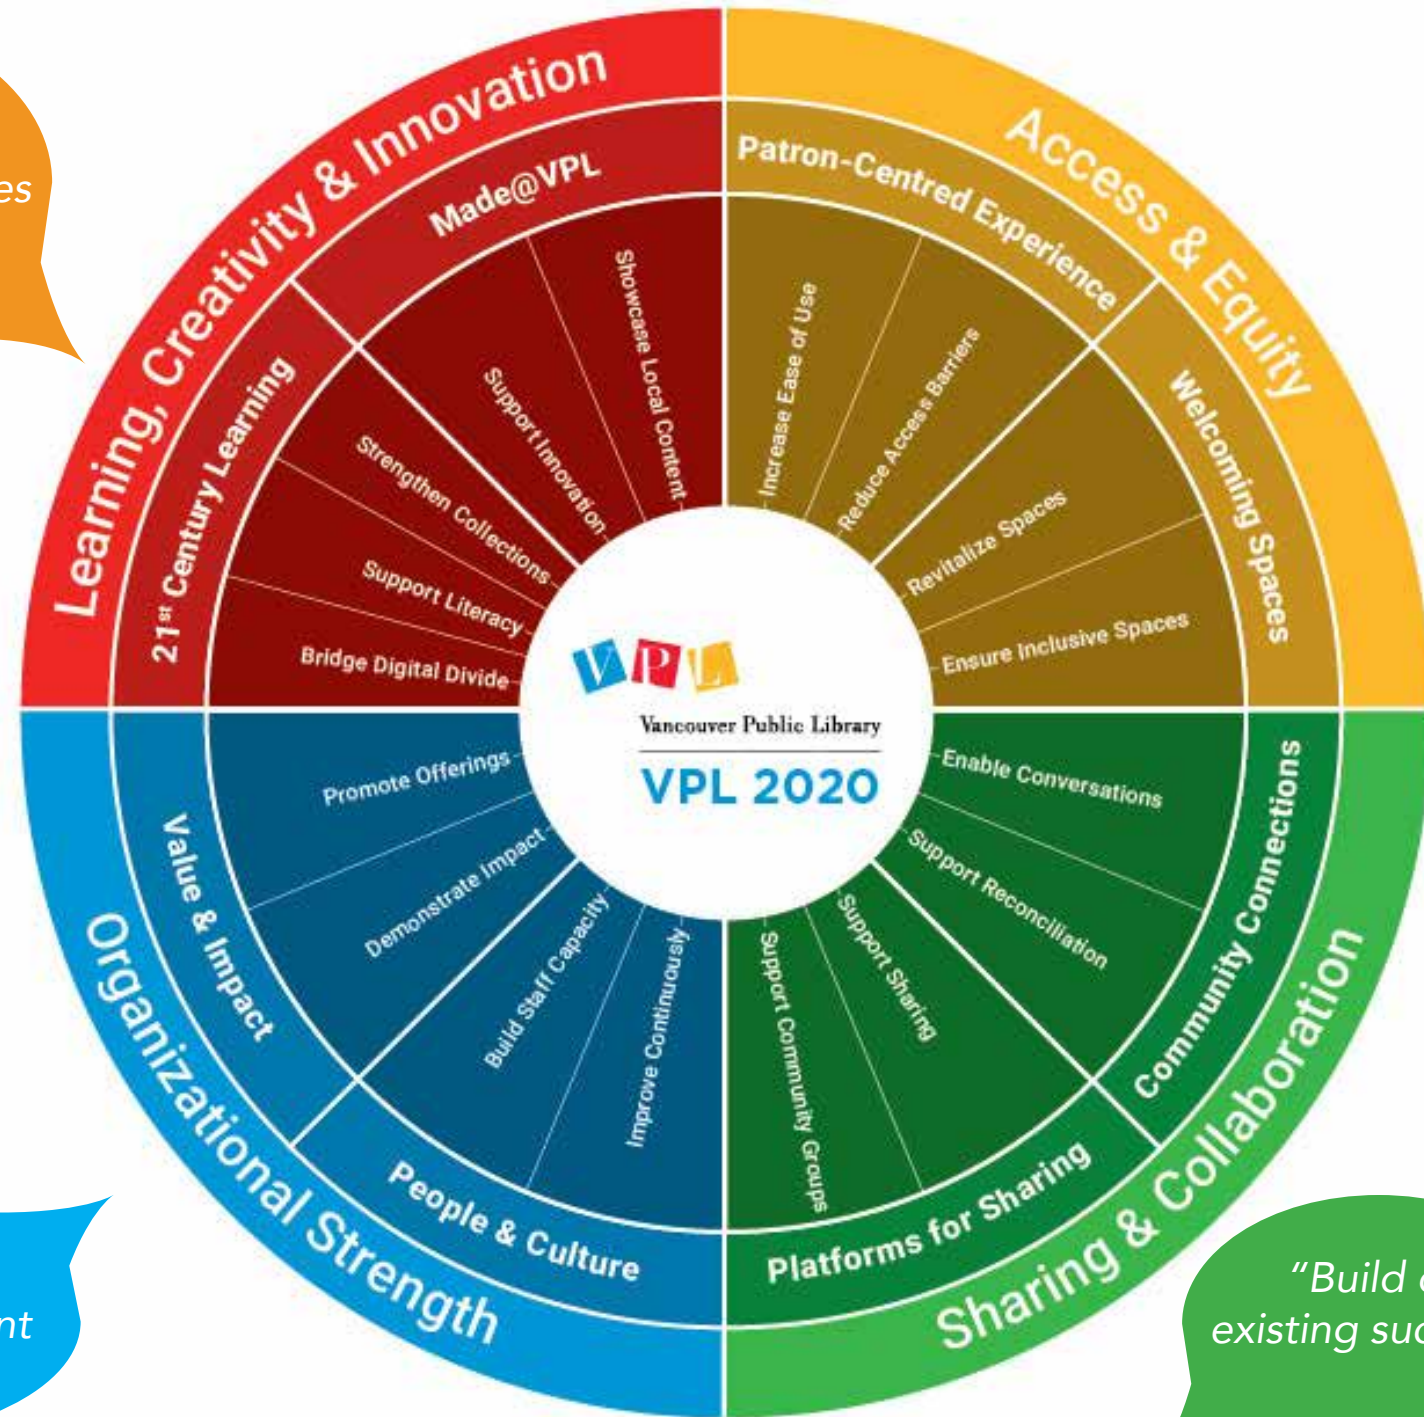 Learning, Creativity & Innovation
Made@VPL
Showcase Local Content
Support Innovation
21st Century Learning
Strengthen Collections
Support Literacy
Bridge Digital Divide
Access & Equity
Patron-Centred Experience
Increase Ease of Use
Reduce Access Barriers
Welcoming Spaces
Revitalize Spaces
Ensure Inclusive Spaces
VPL
Vancouver Public Library
VPL 2020
Sharing & Collaboration
Community Connections
Enable Conversations
Support Reconciliation
Platforms for Sharing
Support Sharing
Support Community Groups
Organizational Strength
Value & Impact
Promote Offerings
Demonstrate Impact
People & Culture
Build Staff Capacity
Improve Continuously
"Build
existing